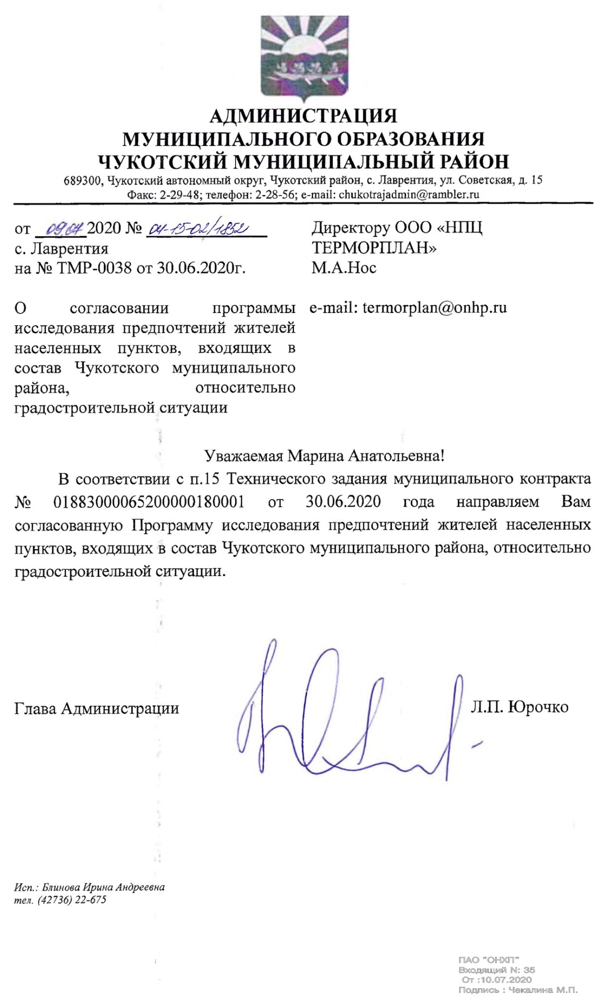 АДМИНИСТРАЦИЯ
МУНИЦИПАЛЬНОГО ОБРАЗОВАНИЯ
ЧУКОТСКИЙ МУНИЦИПАЛЬНЫЙ РАЙОН
689300, Чукотский автономный округ, Чукотский район, с. Лаврентия, ул. Советская, д. 15
Факс: 2-29-48; телефон: 2-28-56; e-mail: chukotrajadmin@rambler.ru
от 09.07 2020 № 01-15-02/1852
с. Лаврентия
на № ТМР-0038 от 30.06.2020г.
Директору ООО «НПЦ
ТЕРМОРПЛАН»
М.А.Нос
О согласовании программы
исследования предпочтений жителей
населенных пунктов, входящих в
состав Чукотского муниципального
района, относительно
градостроительной ситуации
e-mail: termorplan@onhp.ru
Уважаемая Марина Анатольевна!
В соответствии с п.15 Технического задания муниципального контракта
№ 01883000065200000180001 от 30.06.2020 года направляем Вам
согласованную Программу исследования предпочтений жителей населенных
пунктов, входящих в состав Чукотского муниципального района, относительно
градостроительной ситуации.
Глава Администрации
Л.П. Юрочко
Исп.: Блинова Ирина Андреевна
тел. (42736) 22-675
ПАО "ОНХП"
Входящий N: 35
От :10.07.2020
Подпись : Чекалина М.П.